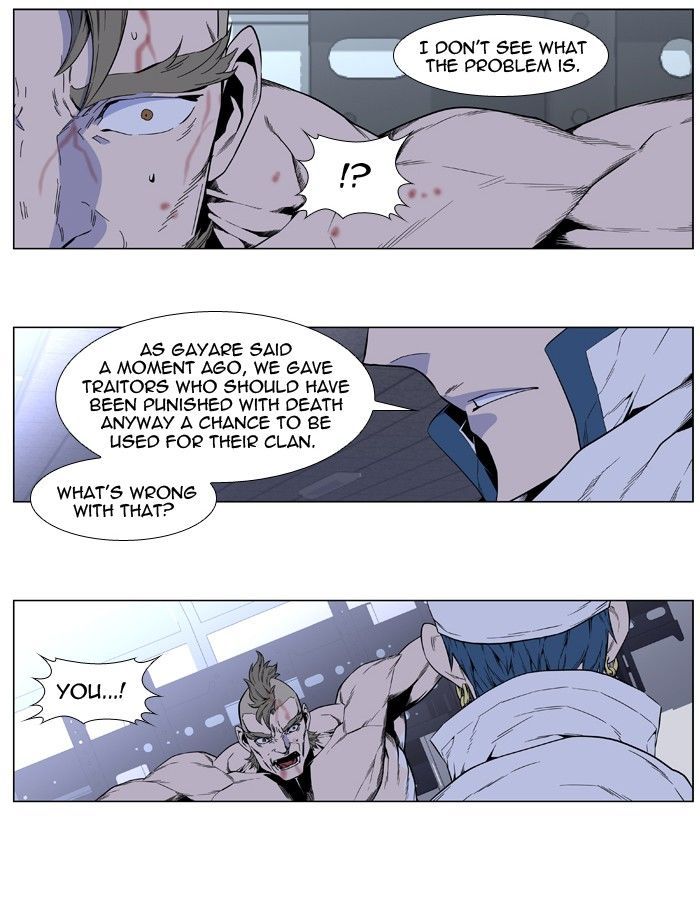 I DON'T SEE WHAT
THE PROBLEM IS.
!?
AS GAYARE SAID
A MOMENT AGO, WE GAVE
TRAITORS WHO SHOULD HAVE
BEEN PUNISHED WITH DEATH
ANYWAY A CHANCE TO BE
USED FOR THEIR CLAN.
WHAT'S WRONG
WITH THAT?
YOU...!